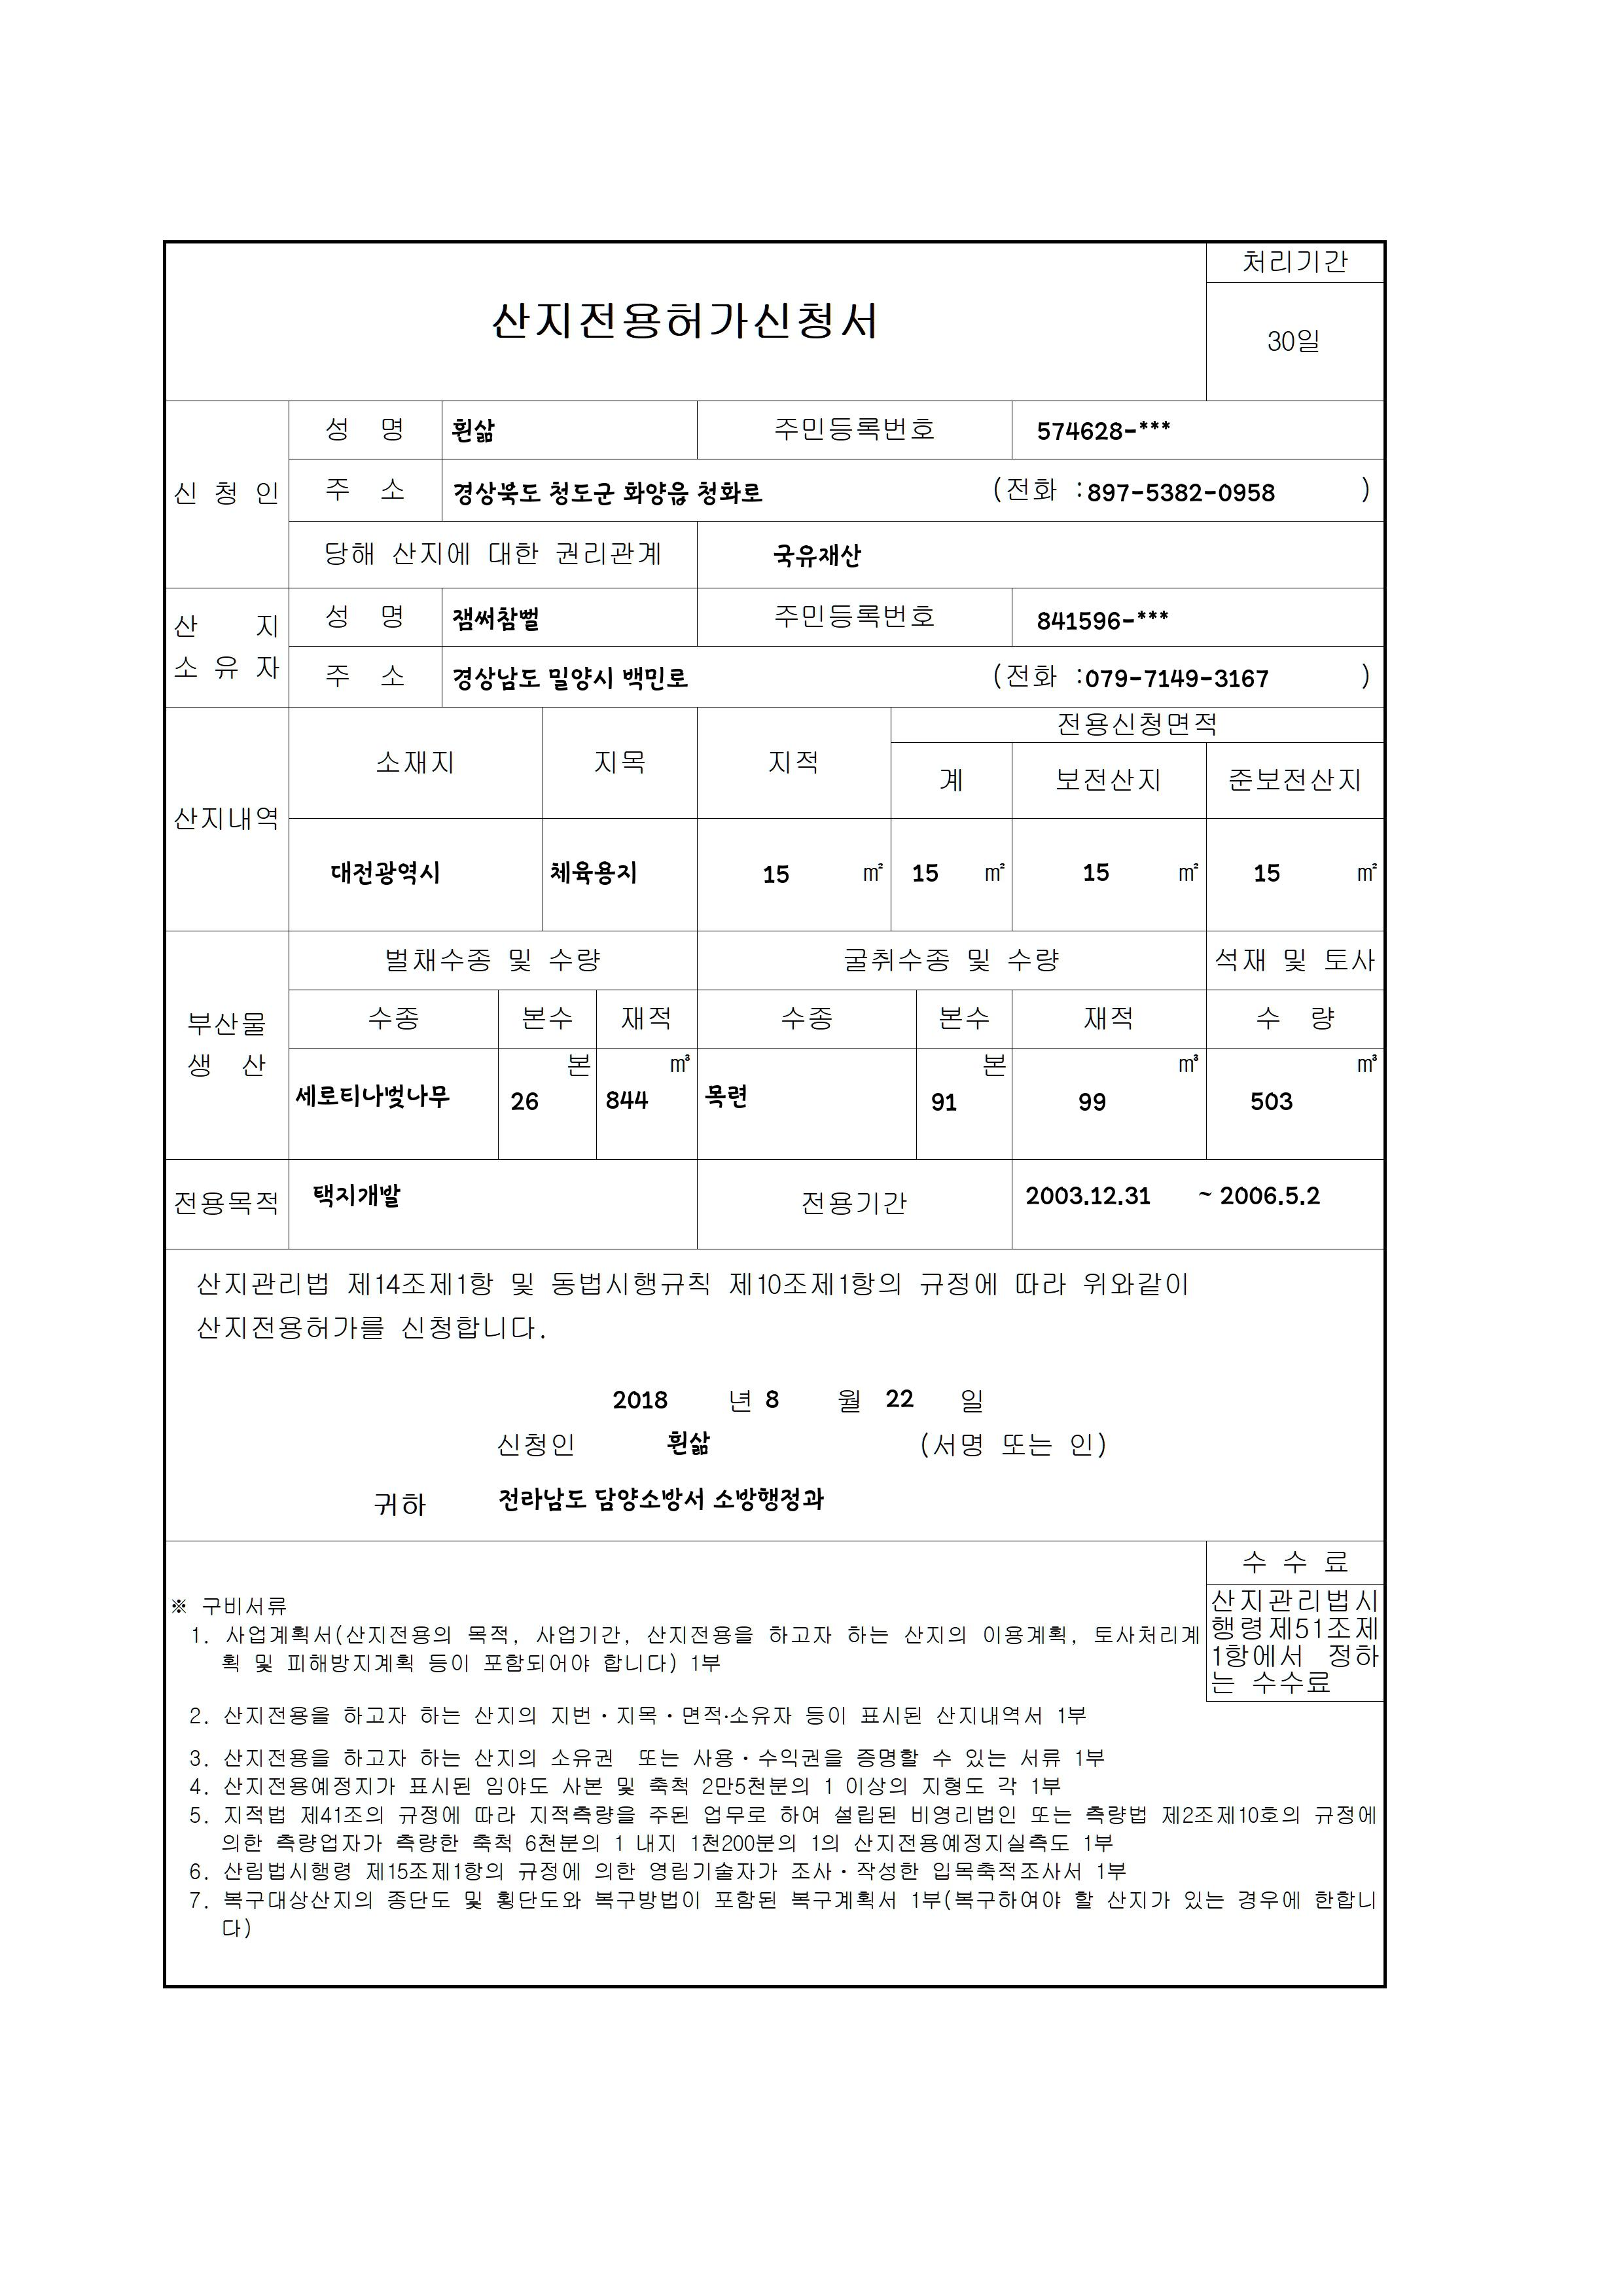 처리기간
산지전용허가신청서
30일
신 청 인
성 명 흰삶 주민등록번호 574628-***
주 소 경상북도 청도군 화양읍 청화로 (전화 :897-5382-0958 )
당해 산지에 대한 권리관계 국유재산
산 지
소 유 자
성 명 잼써참뻘 주민등록번호 841596-***
주 소 경상남도 밀양시 백민로 (전화 :079-7149-3167 )
산지내역
소재지 지목 지적 전용신청면적
계 보전산지 준보전산지
대전광역시 체육용지 15 ㎡ 15 ㎡ 15 ㎡ 15 ㎡
부산물
생 산
벌채수종 및 수량 굴취수종 및 수량 석재 및 토사
수종 본수 재적 수종 본수 재적 수 량
본 ㎥ 본 ㎥ ㎥
세로티나벚나무 26 844 목련 91 99 503
전용목적 택지개발 전용기간 2003.12.31 ~ 2006.5.2
산지관리법 제14조제1항 및 동법시행규칙 제10조제1항의 규정에 따라 위와같이
산지전용허가를 신청합니다.
2018 년 8 월 22 일
신청인 흰삶 (서명 또는 인)
귀하 전라남도 담양소방서 소방행정과
수 수 료
산지관리법시
행령제51조제
1항에서 정하
는 수수료
※ 구비서류
1. 사업계획서(산지전용의 목적, 사업기간, 산지전용을 하고자 하는 산지의 이용계획, 토사처리계
획 및 피해방지계획 등이 포함되어야 합니다) 1부
2. 산지전용을 하고자 하는 산지의 지번·지목·면적·소유자 등이 표시된 산지내역서 1부
3. 산지전용을 하고자 하는 산지의 소유권 또는 사용·수익권을 증명할 수 있는 서류 1부
4. 산지전용예정지가 표시된 임야도 사본 및 축척 2만5천분의 1 이상의 지형도 각 1부
5. 지적법 제41조의 규정에 따라 지적측량을 주된 업무로 하여 설립된 비영리법인 또는 측량법 제2조제10호의 규정에
의한 측량업자가 측량한 축척 6천분의 1 내지 1천200분의 1의 산지전용예정지실측도 1부
6. 산림법시행령 제15조제1항의 규정에 의한 영림기술자가 조사·작성한 입목축적조사서 1부
7. 복구대상산지의 종단도 및 횡단도와 복구방법이 포함된 복구계획서 1부(복구하여야 할 산지가 있는 경우에 한합니
다)